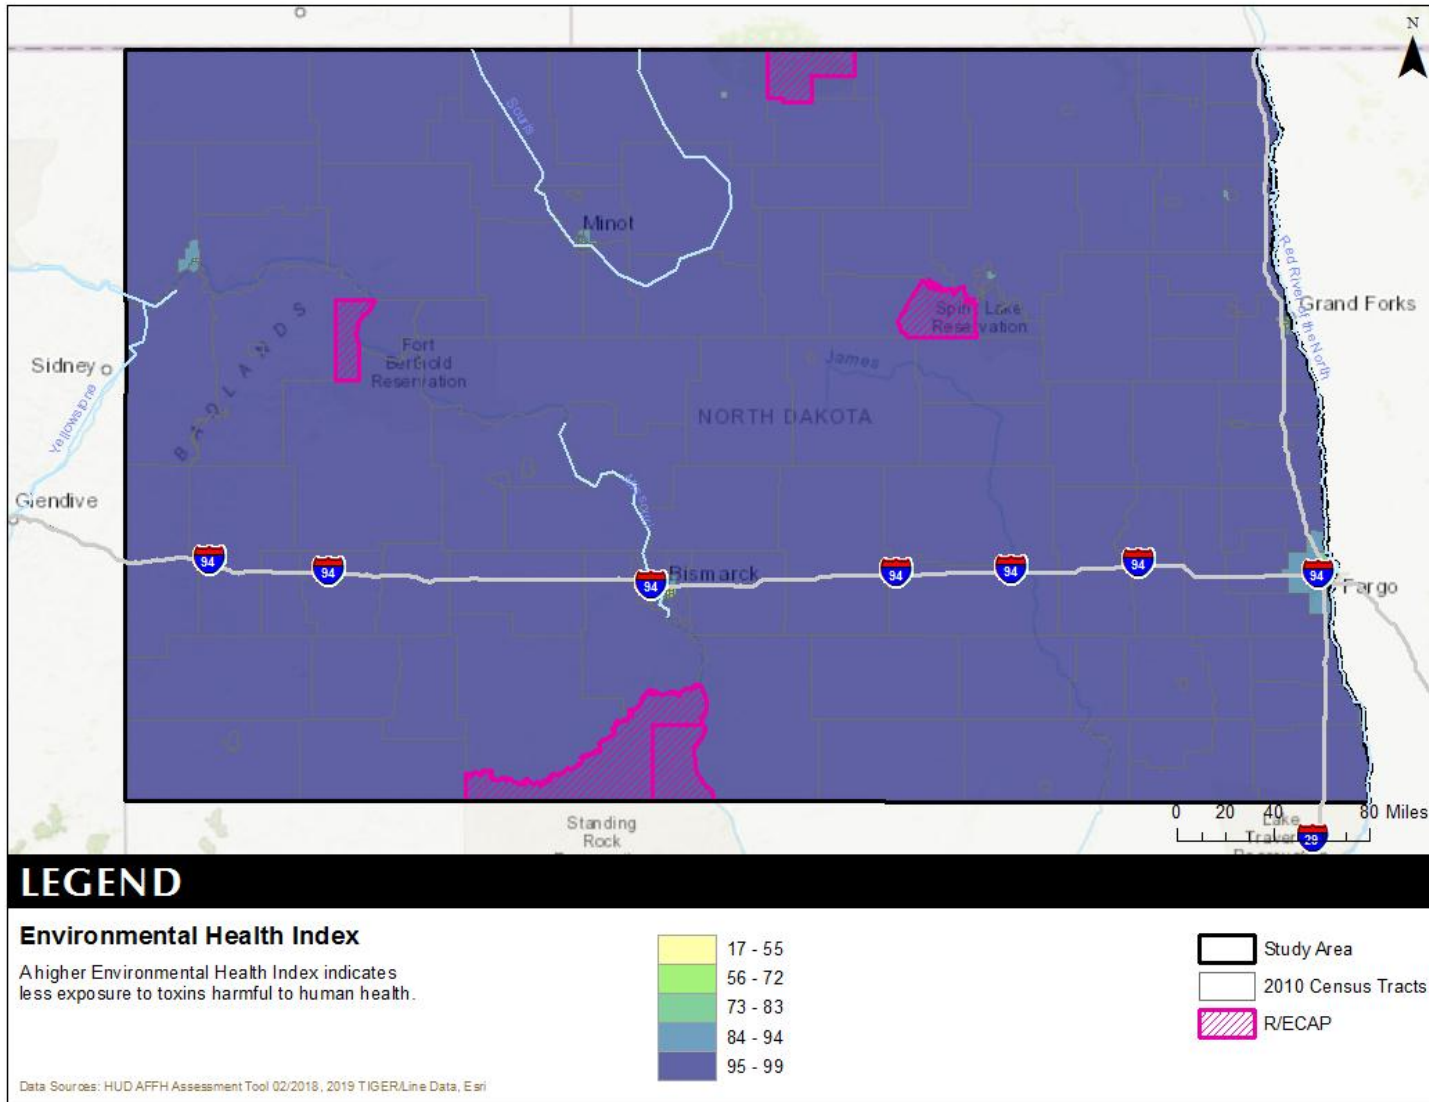 N
Souris
Minot
Red River of the North
Grand Forks
Spirit Lake
Reservation
Fort
Berthold
Reservation
James
Sidney
BADLANDS
Yellowstone
NORTH DAKOTA
Glendive
94
94
94
Bismarck
94
94
94
94
Fargo
Standing
Rock
0 20 40 80 Miles
Lake
29
LEGEND
Environmental Health Index
A higher Environmental Health Index indicates
less exposure to toxins harmful to human health.
17 - 55
56 - 72
73 - 83
84 - 94
95 - 99
Study Area
2010 Census Tracts
R/ECAP
Data Sources: HUD AFFH Assessment Tool 02/2018, 2019 TIGER/Line Data, Esri